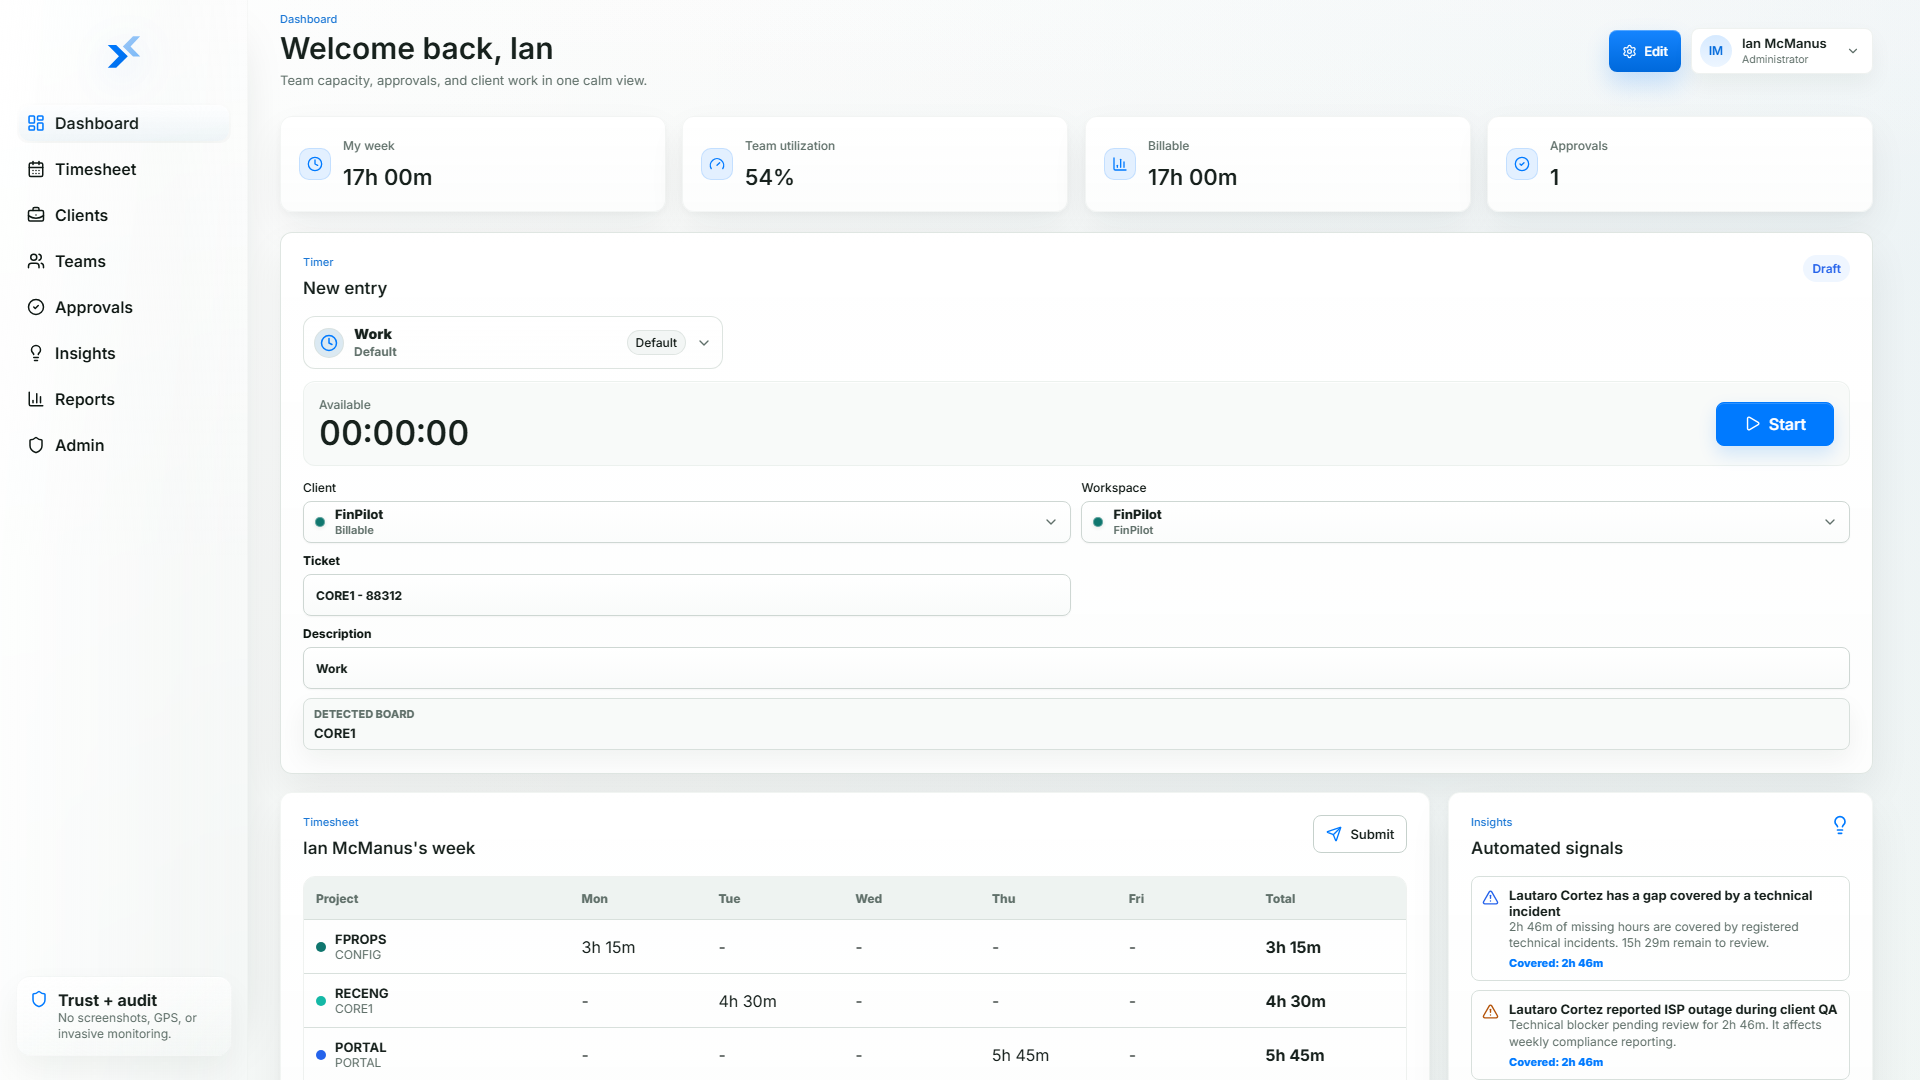 Dashboard
Timesheet
Clients
Teams
Approvals
Insights
Reports
Admin
Trust + audit
No screenshots, GPS, or
invasive monitoring.
Dashboard
Welcome back, Ian
Team capacity, approvals, and client work in one calm view.
Edit
IM
Ian McManus
Administrator
My week
17h 00m
Team utilization
54%
Billable
17h 00m
Approvals
1
Timer
New entry
Draft
Work
Default
Default
Available
00:00:00
Start
Client
FinPilot
Billable
Workspace
FinPilot
FinPilot
Ticket
CORE1 - 88312
Description
Work
DETECTED BOARD
CORE1
Timesheet
Ian McManus's week
Submit
Project Mon Tue Wed Thu Fri Total
FPROPS
CONFIG
3h 15m - - - - 3h 15m
RECENG
CORE1
- 4h 30m - - - 4h 30m
PORTAL
PORTAL
- - - 5h 45m - 5h 45m
Insights
Automated signals
Lautaro Cortez has a gap covered by a technical
incident
2h 46m of missing hours are covered by registered
technical incidents. 15h 29m remain to review.
Covered: 2h 46m
Lautaro Cortez reported ISP outage during client QA
Technical blocker pending review for 2h 46m. It affects
weekly compliance reporting.
Covered: 2h 46m